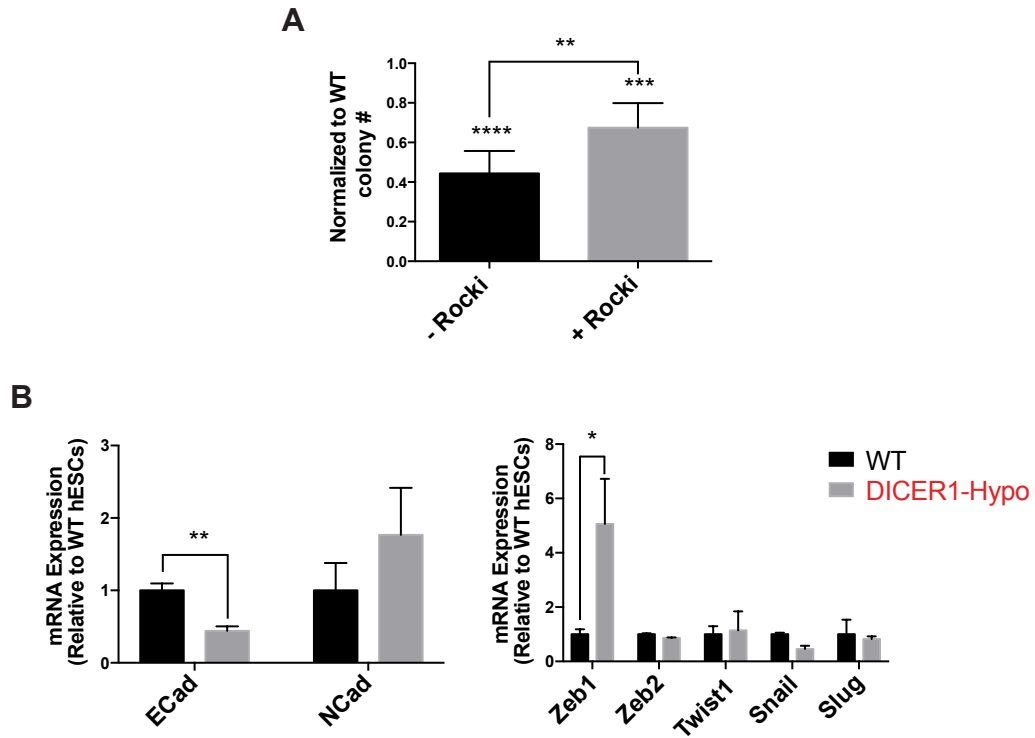 A
**
***
****
Normalized to WT
colony #
1.0
0.8
0.6
0.4
0.2
0.0
- Rocki
+ Rocki
B
mRNA Expression
(Relative to WT hESCs)
3
2
1
0
**
ECad
NCad
mRNA Expression
(Relative to WT hESCs)
8
6
4
2
0
*
Zeb1
Zeb2
Twist1
Snail
Slug
WT
DICER1-Hypo